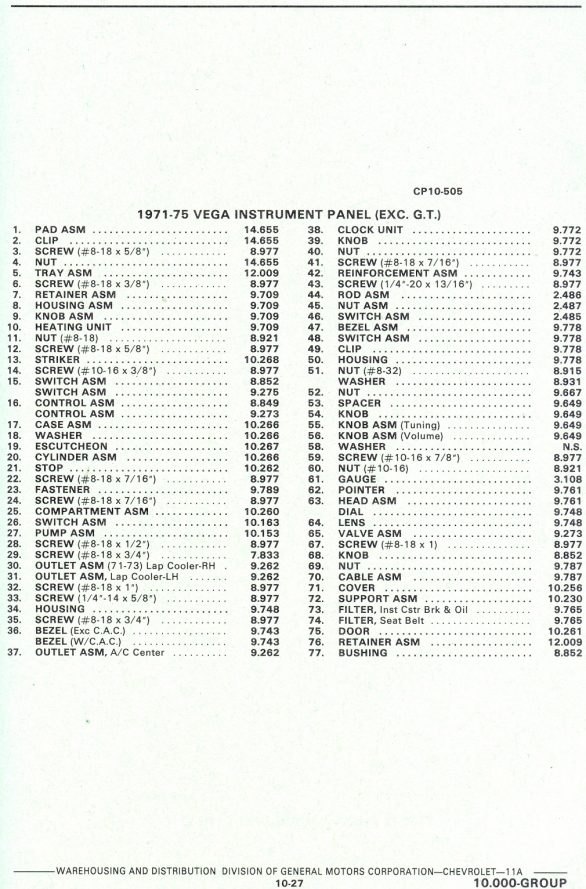 CP10-505
1971-75 VEGA INSTRUMENT PANEL (EXC. G.T.)
1. PAD ASM .......................... 14.655
2. CLIP .......................... 14.655
3. SCREW (#8-18 x 5/8") .......................... 8.977
4. NUT .......................... 14.655
5. TRAY ASM .......................... 12.009
6. SCREW (#8-18 x 3/8") .......................... 8.977
7. RETAINER ASM .......................... 9.709
8. HOUSING ASM .......................... 9.709
9. KNOB ASM .......................... 9.709
10. HEATING UNIT .......................... 9.709
11. NUT (#8-18) .......................... 8.921
12. SCREW (#8-18 x 5/8") .......................... 8.977
13. STRIKER .......................... 10.268
14. SCREW (#10-16 x 3/8") .......................... 8.977
15. SWITCH ASM .......................... 8.852
SWITCH ASM .......................... 9.275
16. CONTROL ASM .......................... 8.849
CONTROL ASM .......................... 9.273
17. CASE ASM .......................... 10.266
18. WASHER .......................... 10.266
19. ESCUTCHEON .......................... 10.267
20. CYLINDER ASM .......................... 10.266
21. STOP .......................... 10.262
22. SCREW (#8-18 x 7/16") .......................... 8.977
23. FASTENER .......................... 9.789
24. SCREW (#8-18 x 7/16") .......................... 8.977
25. COMPARTMENT ASM .......................... 10.260
26. SWITCH ASM .......................... 10.163
27. PUMP ASM .......................... 10.153
28. SCREW (#8-18 x 1/2") .......................... 8.977
29. SCREW (#8-18 x 3/4") .......................... 7.833
30. OUTLET ASM (71-73) Lap Cooler-RH . 9.262
31. OUTLET ASM, Lap Cooler-LH ........ 9.262
32. SCREW (#8-18 x 1") .......................... 8.977
33. SCREW (1/4"-14 x 5/8") .......................... 8.977
34. HOUSING .......................... 9.748
35. SCREW (#8-18 x 3/4") .......................... 8.977
36. BEZEL (Exc C.A.C.) .......................... 9.743
BEZEL (W/C.A.C.) .......................... 9.743
37. OUTLET ASM, A/C Center .......... 9.262
38. CLOCK UNIT .......................... 9.772
39. KNOB .......................... 9.772
40. NUT .......................... 9.772
41. SCREW (#8-18 x 7/16") .......................... 8.977
42. REINFORCEMENT ASM .......................... 9.743
43. SCREW (1/4"-20 x 13/16") .......................... 8.977
44. ROD ASM .......................... 2.486
45. NUT ASM .......................... 2.487
46. SWITCH ASM .......................... 2.485
47. BEZEL ASM .......................... 9.778
48. SWITCH ASM .......................... 9.778
49. CLIP .......................... 9.778
50. HOUSING .......................... 9.778
51. NUT (#8-32) .......................... 8.915
WASHER .......................... 8.931
52. NUT .......................... 9.667
53. SPACER .......................... 9.649
54. KNOB .......................... 9.649
55. KNOB ASM (Tuning) .......................... 9.649
56. KNOB ASM (Volume) .......................... 9.649
58. WASHER .......................... N.S.
59. SCREW (#10-16 x 7/8") .......................... 8.977
60. NUT (#10-16) .......................... 8.921
61. GAUGE .......................... 3.108
62. POINTER .......................... 9.761
63. HEAD ASM .......................... 9.761
DIAL .......................... 9.748
64. LENS .......................... 9.748
65. VALVE ASM .......................... 9.273
67. SCREW (#8-18 x 1) .......................... 8.977
68. KNOB .......................... 8.852
69. NUT .......................... 9.787
70. CABLE ASM .......................... 9.787
71. COVER .......................... 10.256
72. SUPPORT ASM .......................... 10.230
73. FILTER, Inst Cstr Brk & Oil ........ 9.765
74. FILTER, Seat Belt .......................... 9.765
75. DOOR .......................... 10.261
76. RETAINER ASM .......................... 12.009
77. BUSHING .......................... 8.852
WAREHOUSING AND DISTRIBUTION DIVISION OF GENERAL MOTORS CORPORATION—CHEVROLET—11A
10-27
10.000-GROUP